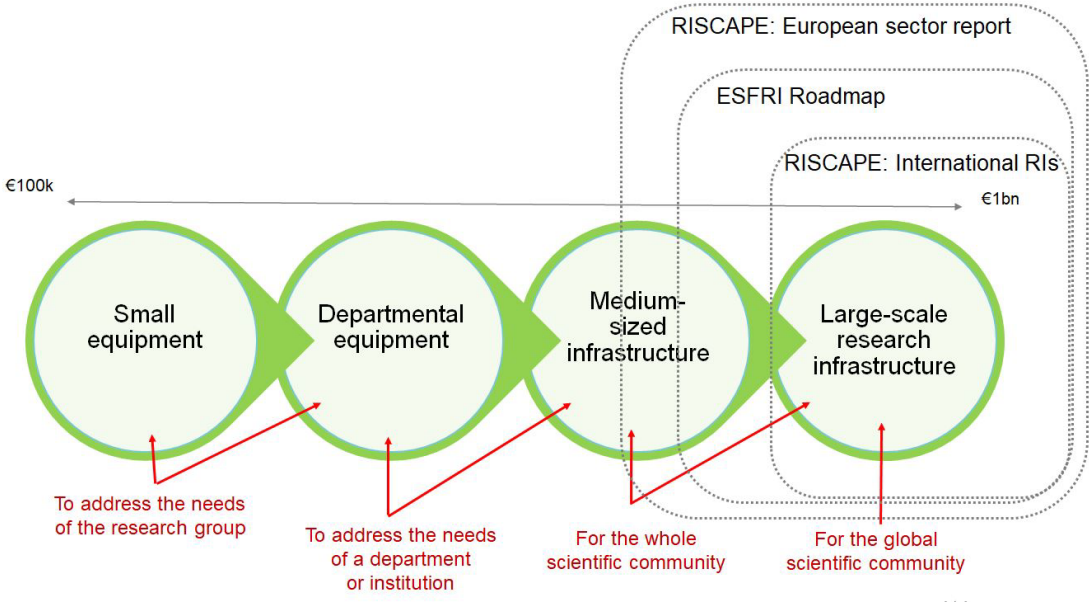 RISCAPE: European sector report
ESFRI Roadmap
RISCAPE: International RIs
€100k
€1bn
Small
equipment
Departmental
equipment
Medium-
sized
infrastructure
Large-scale
research
infrastructure
To address the needs
of the research group
To address the needs
of a department
or institution
For the whole
scientific community
For the global
scientific community